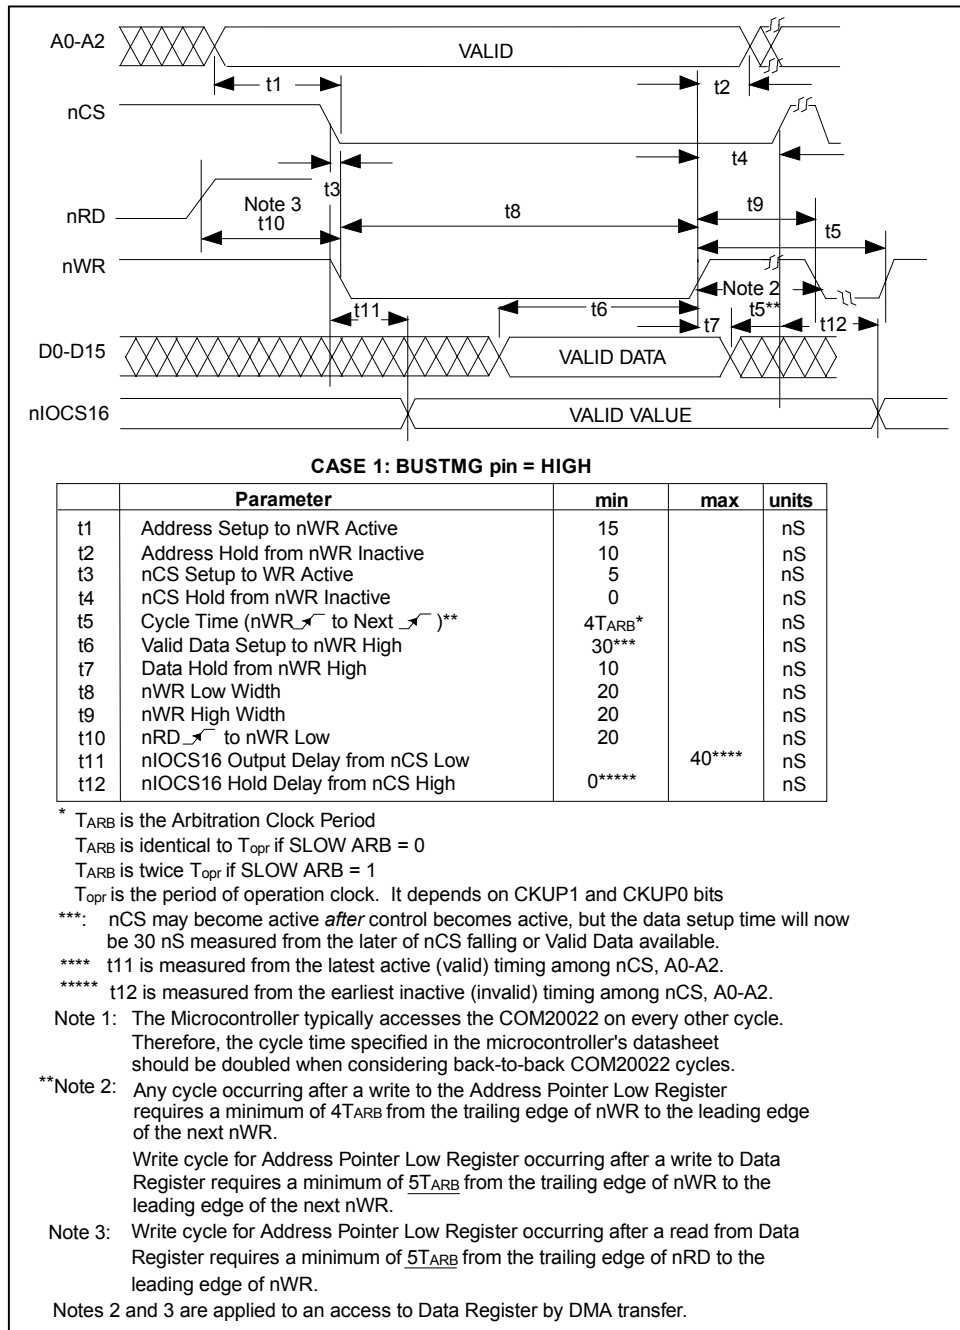 A0-A2
VALID
t1
t2
nCS
t3
t4
nRD
Note 3
t10
t8
t9
t5
nWR
Note 2
t5**
t11
t6
t7
t12
D0-D15
VALID DATA
nIOCS16
VALID VALUE
CASE 1: BUSTMG pin = HIGH
Parameter min max units
t1 Address Setup to nWR Active 15 nS
t2 Address Hold from nWR Inactive 10 nS
t3 nCS Setup to WR Active 5 nS
t4 nCS Hold from nWR Inactive 0 nS
t5 Cycle Time (nWR to Next )** 4TARB* nS
t6 Valid Data Setup to nWR High 30*** nS
t7 Data Hold from nWR High 10 nS
t8 nWR Low Width 20 nS
t9 nWR High Width 20 nS
t10 nRD to nWR Low 20 nS
t11 nIOCS16 Output Delay from nCS Low 40**** nS
t12 nIOCS16 Hold Delay from nCS High 0***** nS
* TARB is the Arbitration Clock Period
TARB is identical to Topr if SLOW ARB = 0
TARB is twice Topr if SLOW ARB = 1
Topr is the period of operation clock. It depends on CKUP1 and CKUP0 bits
***: nCS may become active after control becomes active, but the data setup time will now
be 30 nS measured from the later of nCS falling or Valid Data available.
**** t11 is measured from the latest active (valid) timing among nCS, A0-A2.
***** t12 is measured from the earliest inactive (invalid) timing among nCS, A0-A2.
Note 1: The Microcontroller typically accesses the COM20022 on every other cycle.
Therefore, the cycle time specified in the microcontroller's datasheet
should be doubled when considering back-to-back COM20022 cycles.
**Note 2: Any cycle occurring after a write to the Address Pointer Low Register
requires a minimum of 4TARB from the trailing edge of nWR to the leading edge
of the next nWR.
Write cycle for Address Pointer Low Register occurring after a write to Data
Register requires a minimum of 5TARB from the trailing edge of nWR to the
leading edge of the next nWR.
Note 3: Write cycle for Address Pointer Low Register occurring after a read from Data
Register requires a minimum of 5TARB from the trailing edge of nRD to the
leading edge of nWR.
Notes 2 and 3 are applied to an access to Data Register by DMA transfer.